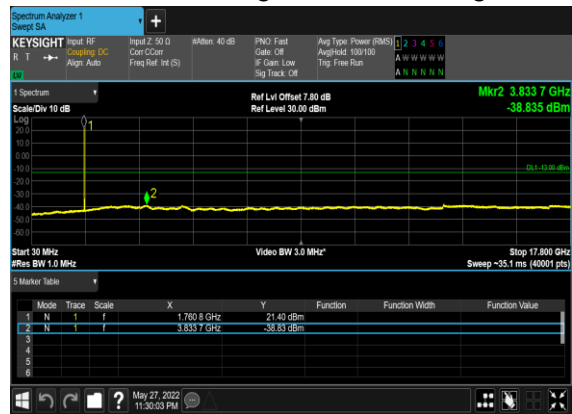 Spectrum Analyzer 1
Swept SA
+
KEYSIGHT Input: RF Input Z: 50 Ω #Atten: 40 dB PNO: Fast Avg Type: Power (RMS) 1 2 3 4 5 6
R T Coupling: DC Corr CCorr Gate: Off Avg|Hold: 100/100 A W W W W W
Align: Auto Freq Ref: Int (S) IF Gain: Low Trig: Free Run
Sig Track: Off A N N N N N
LW
1 Spectrum Ref Lvl Offset 7.80 dB Mkr2 3.833 7 GHz
Scale/Div 10 dB Ref Level 30.00 dBm -38.835 dBm
Log
1
20.0
10.0
0.00
-10.0
DL1 -13.00 dBm
-20.0
-30.0
2
-40.0
-50.0
-60.0
Start 30 MHz Video BW 3.0 MHz* Stop 17.800 GHz
#Res BW 1.0 MHz Sweep ~35.1 ms (40001 pts)
5 Marker Table
Mode Trace Scale X Y Function Function Width Function Value
1 N 1 f 1.760 8 GHz 21.40 dBm
2 N 1 f 3.833 7 GHz -38.83 dBm
3
4
5
6
? May 27, 2022
11:30:03 PM